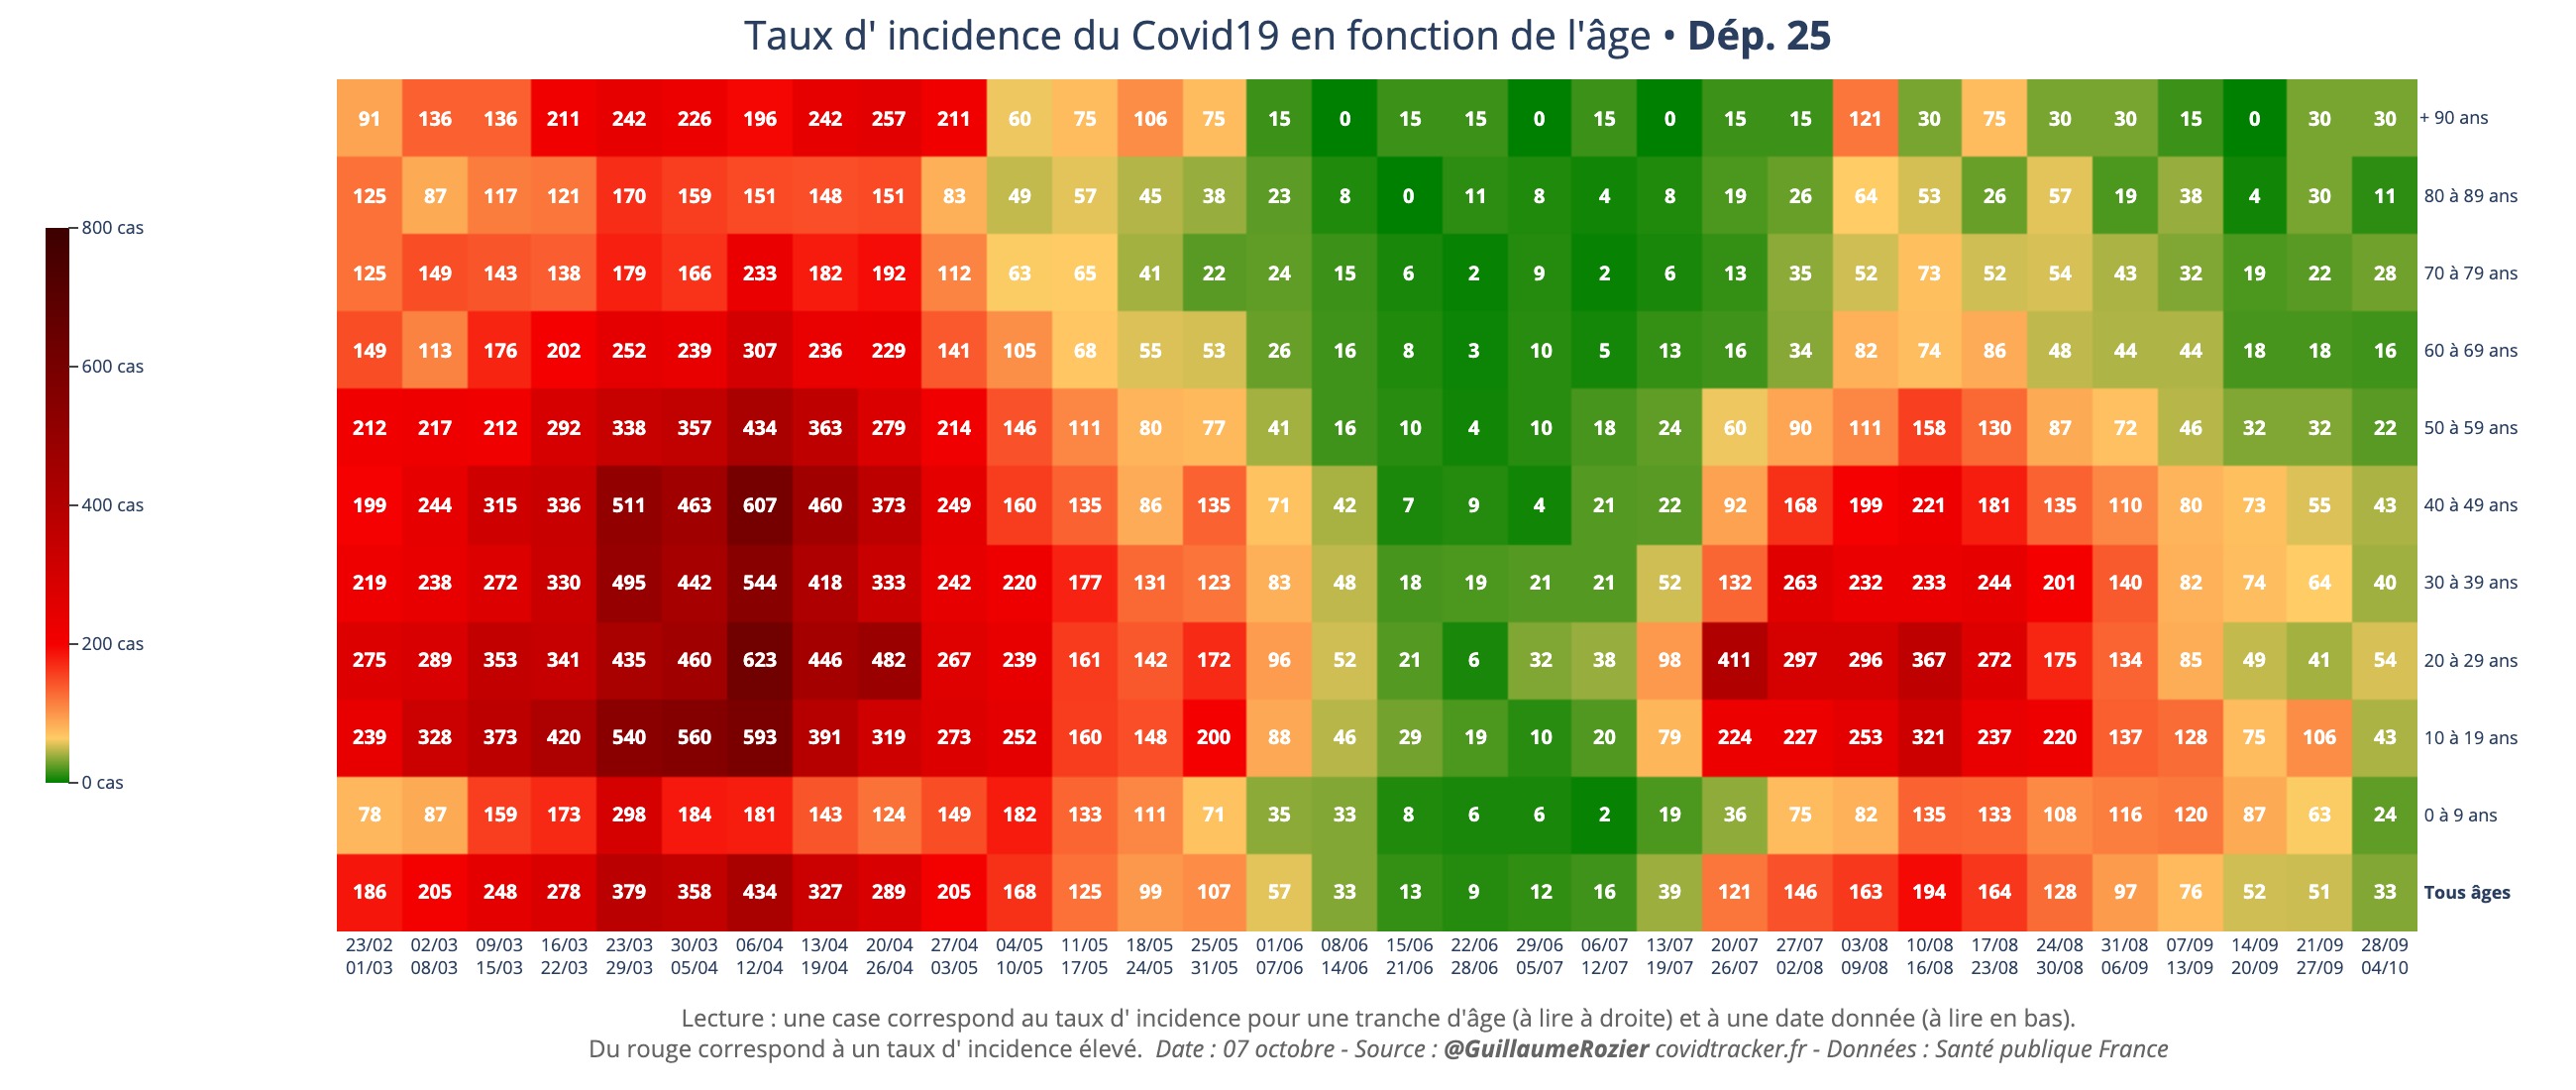 Taux d' incidence du Covid19 en fonction de l'âge • Dép. 25
800 cas
600 cas
400 cas
200 cas
0 cas
91 136 136 211 242 226 196 242 257 211 60 75 106 75 15 0 15 15 0 15 0 15 15 121 30 75 30 30 15 0 30 30 + 90 ans
125 87 117 121 170 159 151 148 151 83 49 57 45 38 23 8 0 11 8 4 8 19 26 64 53 26 57 19 38 4 30 11 80 à 89 ans
125 149 143 138 179 166 233 182 192 112 63 65 41 22 24 15 6 2 9 2 6 13 35 52 73 52 54 43 32 19 22 28 70 à 79 ans
149 113 176 202 252 239 307 236 229 141 105 68 55 53 26 16 8 3 10 5 13 16 34 82 74 86 48 44 44 18 18 16 60 à 69 ans
212 217 212 292 338 357 434 363 279 214 146 111 80 77 41 16 10 4 10 18 24 60 90 111 158 130 87 72 46 32 32 22 50 à 59 ans
199 244 315 336 511 463 607 460 373 249 160 135 86 135 71 42 7 9 4 21 22 92 168 199 221 181 135 110 80 73 55 43 40 à 49 ans
219 238 272 330 495 442 544 418 333 242 220 177 131 123 83 48 18 19 21 21 52 132 263 232 233 244 201 140 82 74 64 40 30 à 39 ans
275 289 353 341 435 460 623 446 482 267 239 161 142 172 96 52 21 6 32 38 98 411 297 296 367 272 175 134 85 49 41 54 20 à 29 ans
239 328 373 420 540 560 593 391 319 273 252 160 148 200 88 46 29 19 10 20 79 224 227 253 321 237 220 137 128 75 106 43 10 à 19 ans
78 87 159 173 298 184 181 143 124 149 182 133 111 71 35 33 8 6 6 2 19 36 75 82 135 133 108 116 120 87 63 24 0 à 9 ans
186 205 248 278 379 358 434 327 289 205 168 125 99 107 57 33 13 9 12 16 39 121 146 163 194 164 128 97 76 52 51 33 Tous âges
23/02 02/03 09/03 16/03 23/03 30/03 06/04 13/04 20/04 27/04 04/05 11/05 18/05 25/05 01/06 08/06 15/06 22/06 29/06 06/07 13/07 20/07 27/07 03/08 10/08 17/08 24/08 31/08 07/09 14/09 21/09 28/09
01/03 08/03 15/03 22/03 29/03 05/04 12/04 19/04 26/04 03/05 10/05 17/05 24/05 31/05 07/06 14/06 21/06 28/06 05/07 12/07 19/07 26/07 02/08 09/08 16/08 23/08 30/08 06/09 13/09 20/09 27/09 04/10
Lecture : une case correspond au taux d' incidence pour une tranche d'âge (à lire à droite) et à une date donnée (à lire en bas).
Du rouge correspond à un taux d' incidence élevé. Date : 07 octobre - Source : @GuillaumeRozier covidtracker.fr - Données : Santé publique France